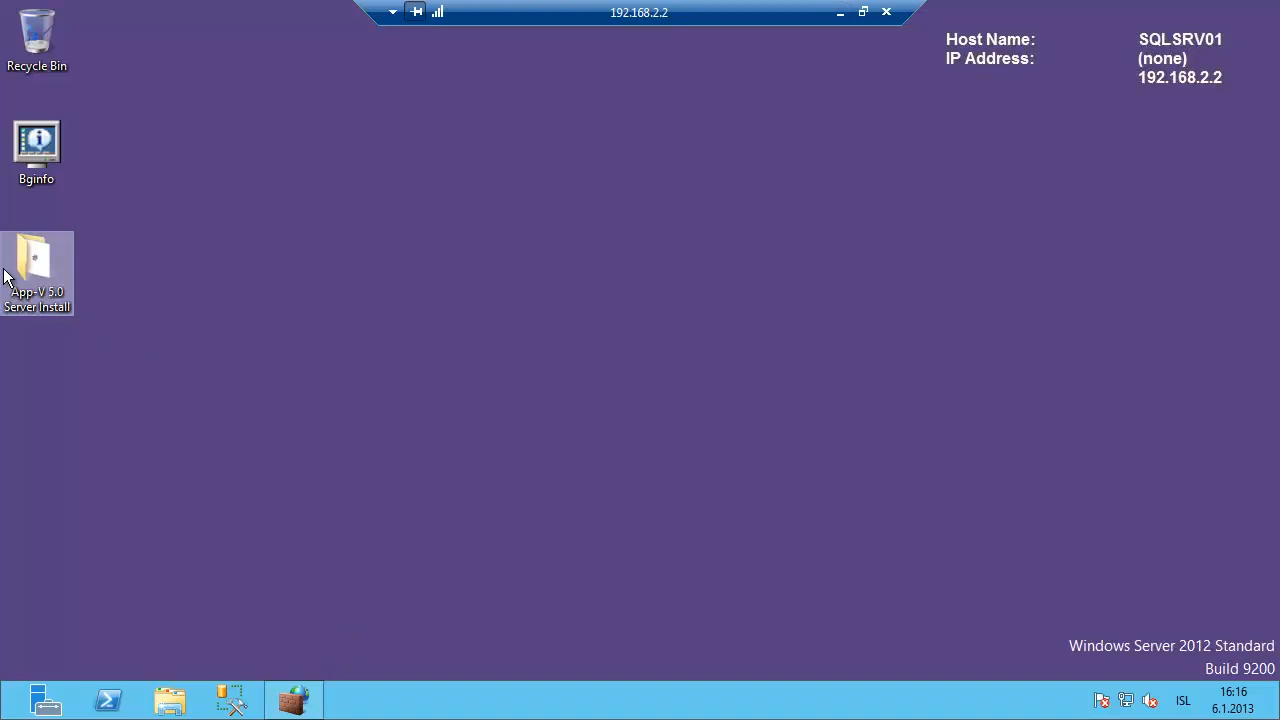 192.168.2.2
Host Name: SQLSRV01
IP Address: (none)
192.168.2.2
Recycle Bin
Bginfo
App-V 5.0
Server Install
Windows Server 2012 Standard
Build 9200
ISL
16:16
6.1.2013